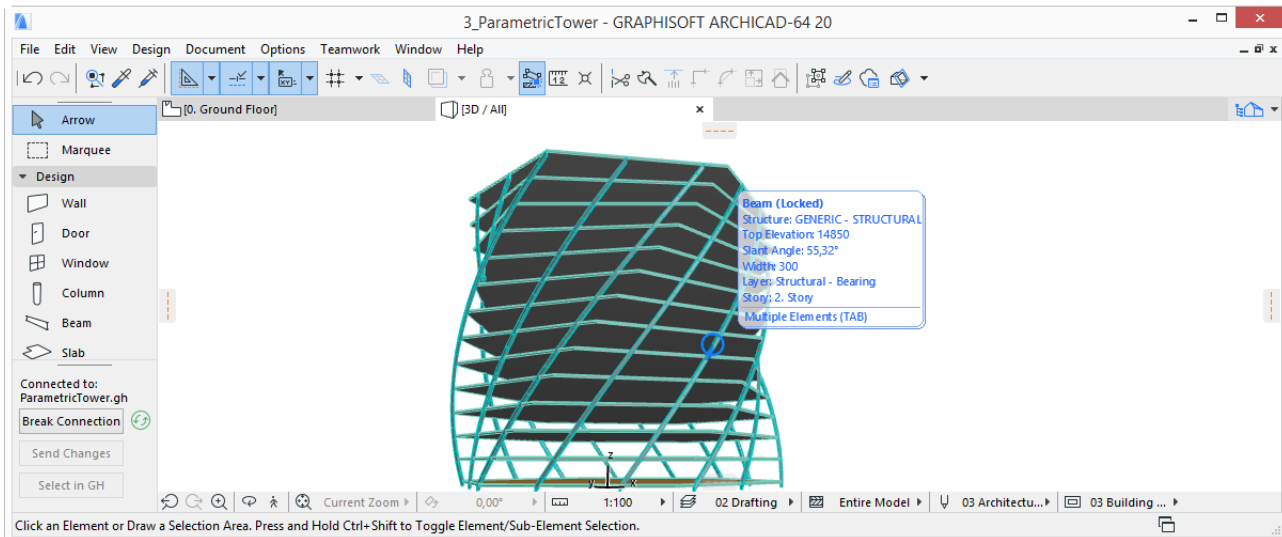 3_ParametricTower - GRAPHISOFT ARCHICAD-64 20
File Edit View Design Document Options Teamwork Window Help
[0. Ground Floor]
[3D / All]
Arrow
Marquee
Design
Wall
Door
Window
Column
Beam
Slab
Connected to:
ParametricTower.gh
Break Connection
Send Changes
Select in GH
Beam (Locked)
Structure: GENERIC - STRUCTURAL
Top Elevation: 14850
Slant Angle: 55,32°
Width: 300
Layer: Structural - Bearing
Story: 2. Story
Multiple Elements (TAB)
z
y x
Current Zoom 0,00° 1:100 02 Drafting Entire Model 03 Architectu... 03 Building ...
Click an Element or Draw a Selection Area. Press and Hold Ctrl+Shift to Toggle Element/Sub-Element Selection.